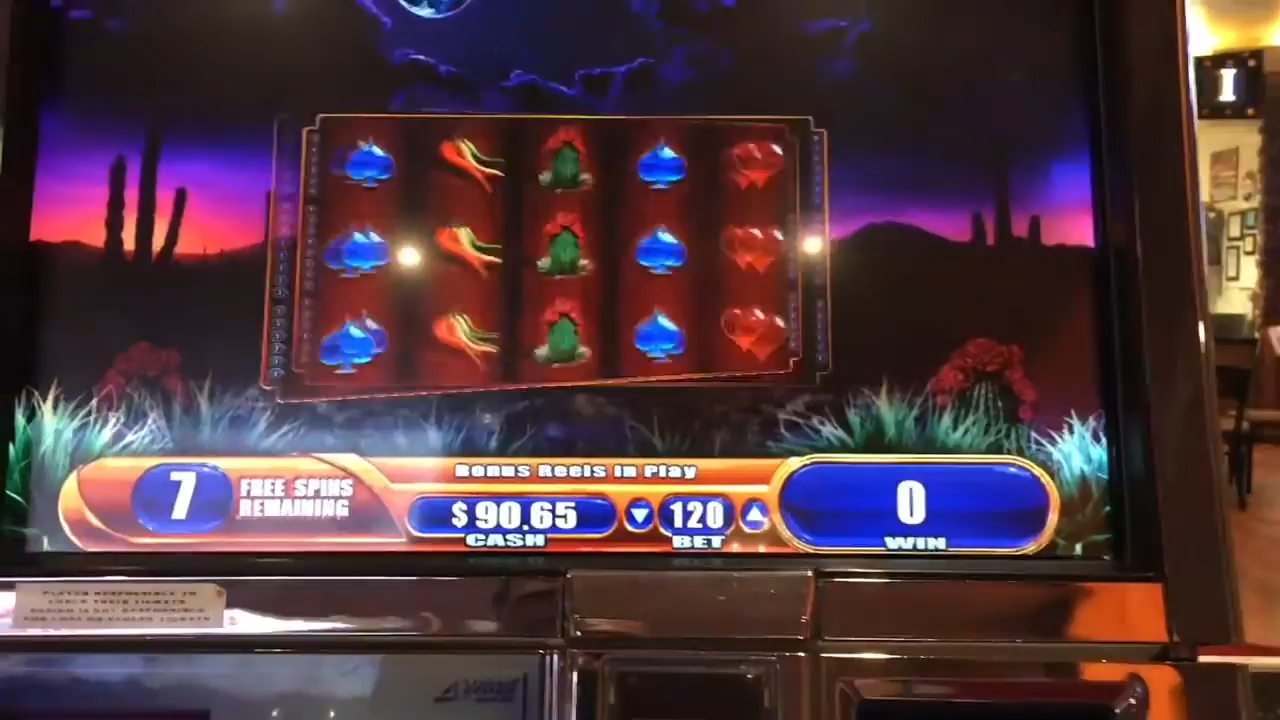 I
Bonus Reels in Play
7
FREE SPINS
REMAINING
$ 90.65
CASH
120
BET
0
WIN